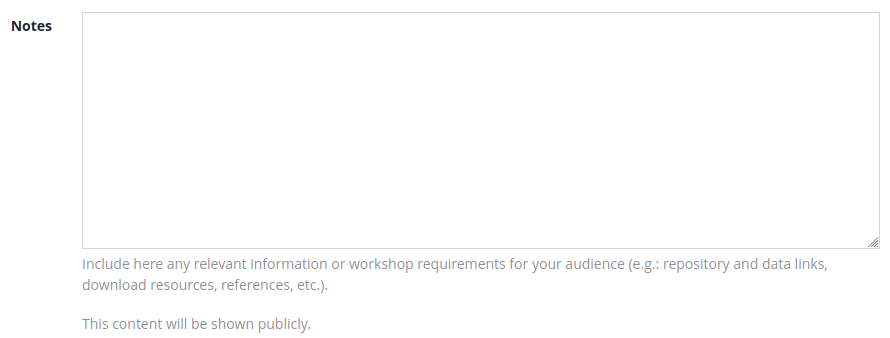 Notes
Include here any relevant information or workshop requirements for your audience (e.g.: repository and data links,
download resources, references, etc.).
This content will be shown publicly.